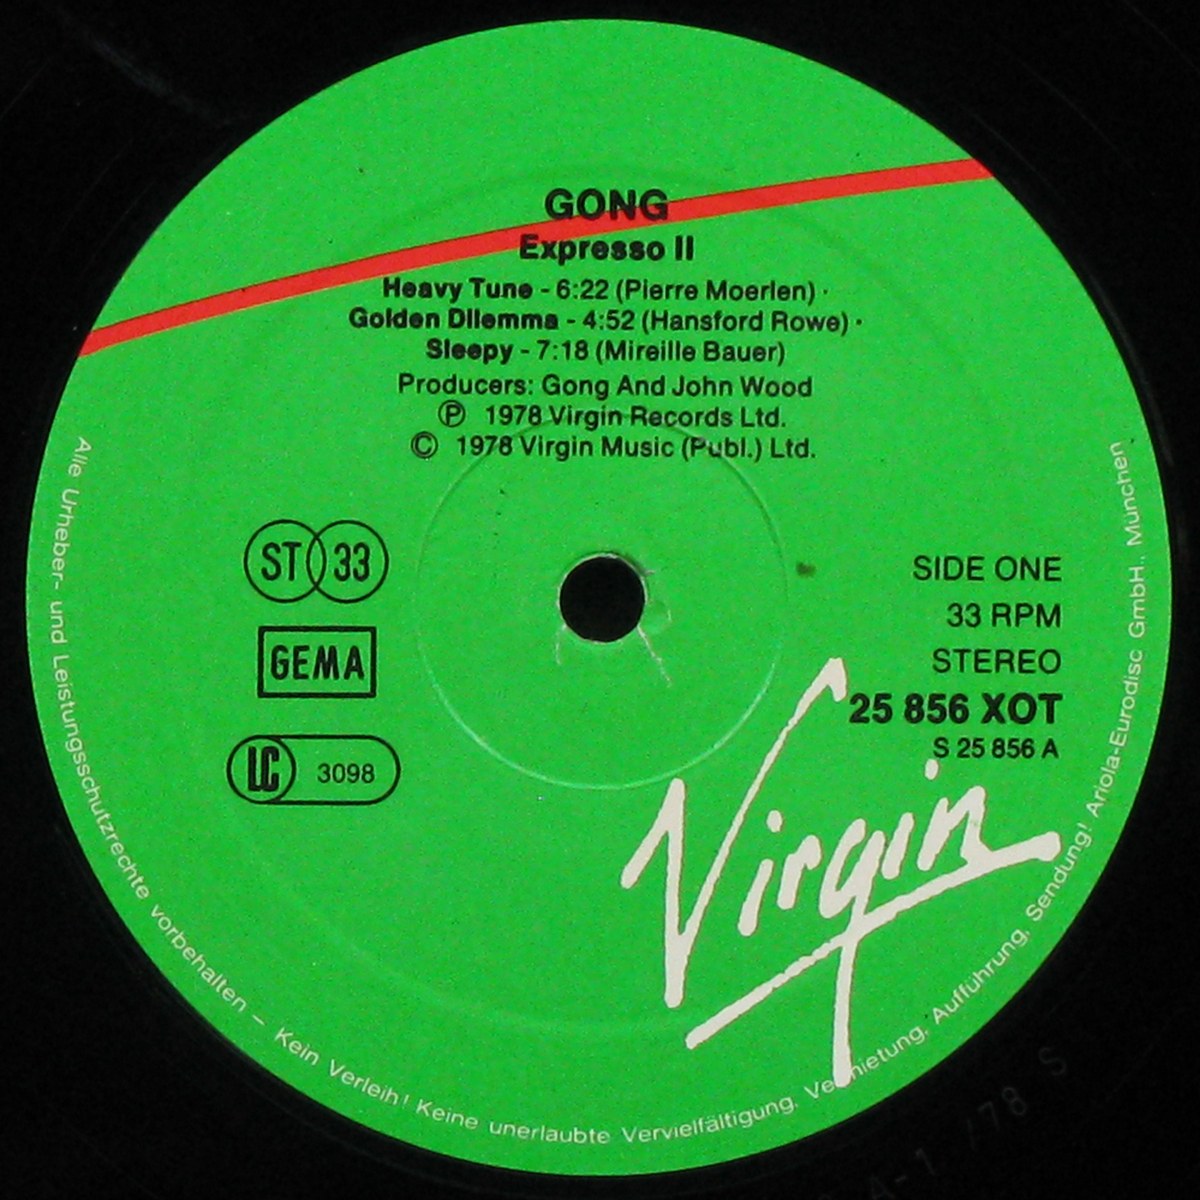 GONG
Expresso II
Heavy Tune - 6:22 (Pierre Moerlen) ·
Golden Dilemma - 4:52 (Hansford Rowe) ·
Sleepy - 7:18 (Mireille Bauer)
Producers: Gong And John Wood
Ⓟ 1978 Virgin Records Ltd.
© 1978 Virgin Music (Publ.) Ltd.
ST 33
GEMA
LC 3098
SIDE ONE
33 RPM
STEREO
25 856 XOT
S 25 856 A
Virgin
Alle Urheber- und Leistungsschutzrechte vorbehalten – Kein Verleih! Keine unerlaubte Vervielfältigung, Vermietung, Aufführung, Sendung! Ariola-Eurodisc GmbH., München
A-1 /78 S